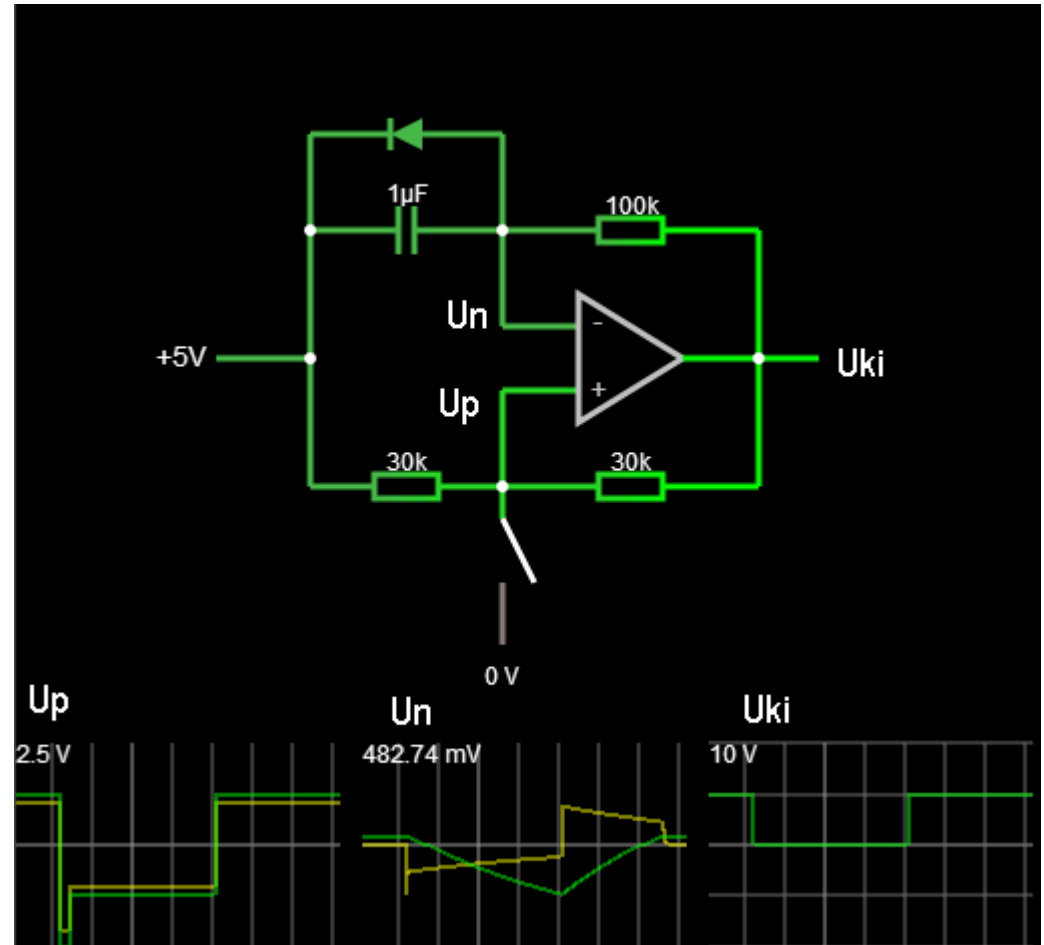 1µF
100k
Un
-
+5V
Uki
Up
+
30k
30k
0 V
Up
Un
Uki
2.5 V
482.74 mV
10 V